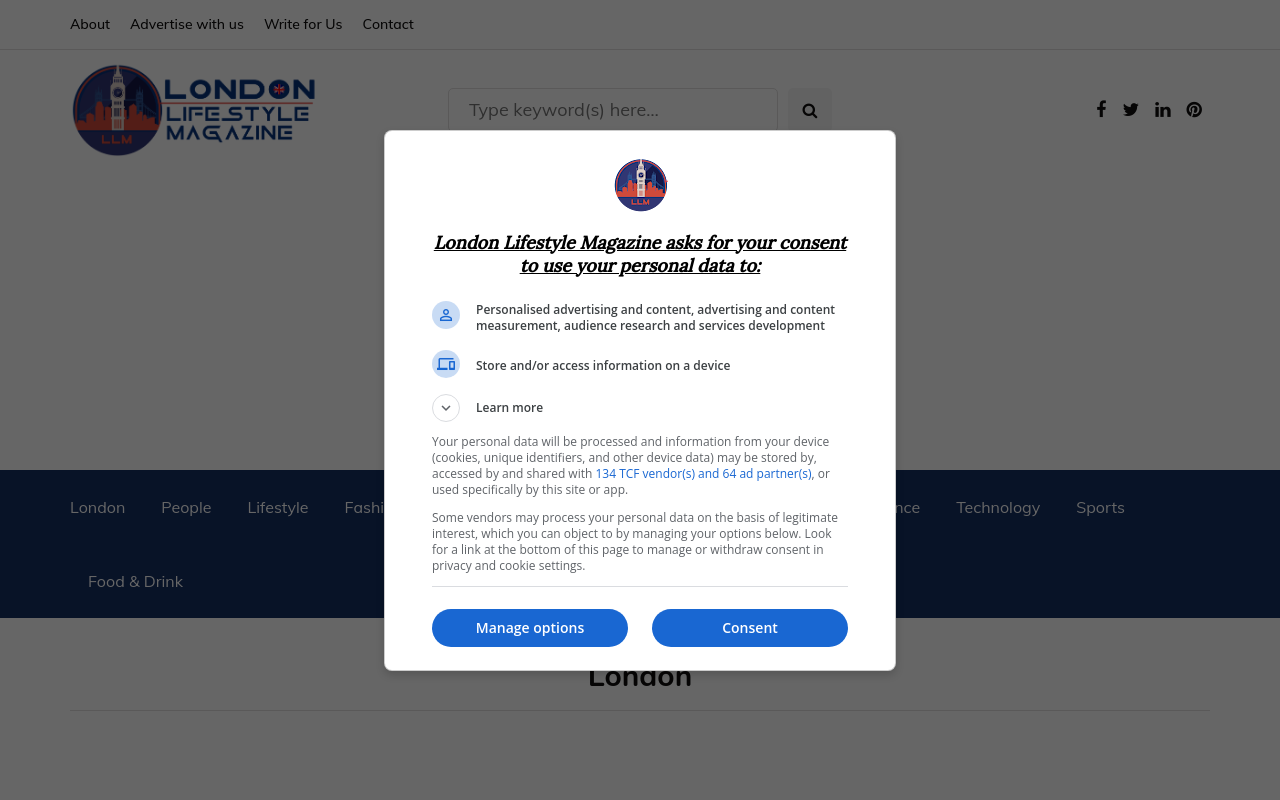 About Advertise with us Write for Us Contact
LONDON
LIFESTYLE
MAGAZINE
LLM
Type keyword(s) here...
LLM
London Lifestyle Magazine asks for your consent
to use your personal data to:
Personalised advertising and content, advertising and content
measurement, audience research and services development
Store and/or access information on a device
Learn more
Your personal data will be processed and information from your device
(cookies, unique identifiers, and other device data) may be stored by,
accessed by and shared with 134 TCF vendor(s) and 64 ad partner(s), or
used specifically by this site or app.
Some vendors may process your personal data on the basis of legitimate
interest, which you can object to by managing your options below. Look
for a link at the bottom of this page to manage or withdraw consent in
privacy and cookie settings.
Manage options Consent
London People Lifestyle Technology Sports
Food & Drink
London